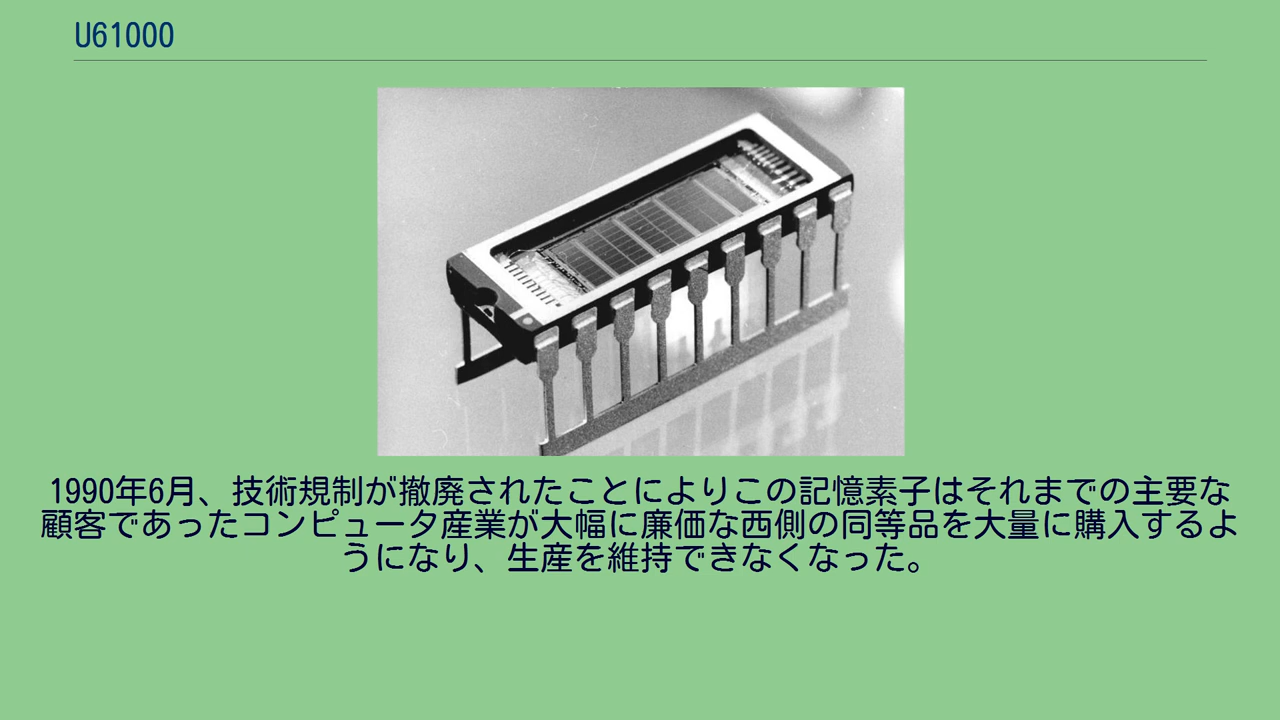 U61000
1990年6月、技術規制が撤廃されたことによりこの記憶素子はそれまでの主要な
顧客であったコンピュータ産業が大幅に廉価な西側の同等品を大量に購入するよ
うになり、生産を維持できなくなった。